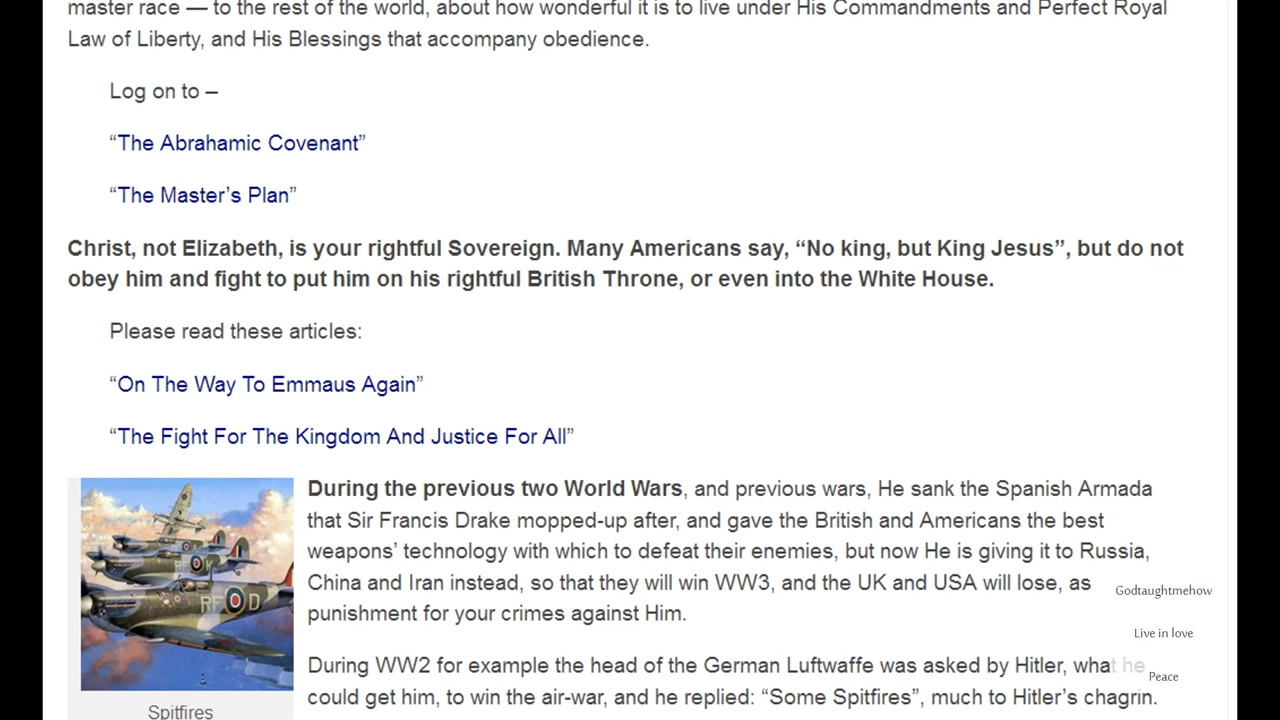 master race — to the rest of the world, about how wonderful it is to live under His Commandments and Perfect Royal
Law of Liberty, and His Blessings that accompany obedience.
Log on to –
“The Abrahamic Covenant”
“The Master’s Plan”
Christ, not Elizabeth, is your rightful Sovereign. Many Americans say, “No king, but King Jesus”, but do not
obey him and fight to put him on his rightful British Throne, or even into the White House.
Please read these articles:
“On The Way To Emmaus Again”
“The Fight For The Kingdom And Justice For All”
During the previous two World Wars, and previous wars, He sank the Spanish Armada
that Sir Francis Drake mopped-up after, and gave the British and Americans the best
weapons’ technology with which to defeat their enemies, but now He is giving it to Russia,
China and Iran instead, so that they will win WW3, and the UK and USA will lose, as
punishment for your crimes against Him.
During WW2 for example the head of the German Luftwaffe was asked by Hitler, what he
could get him, to win the air-war, and he replied: “Some Spitfires”, much to Hitler’s chagrin.
RF D
Spitfires
Godtaughtmehow
Live in love
Peace